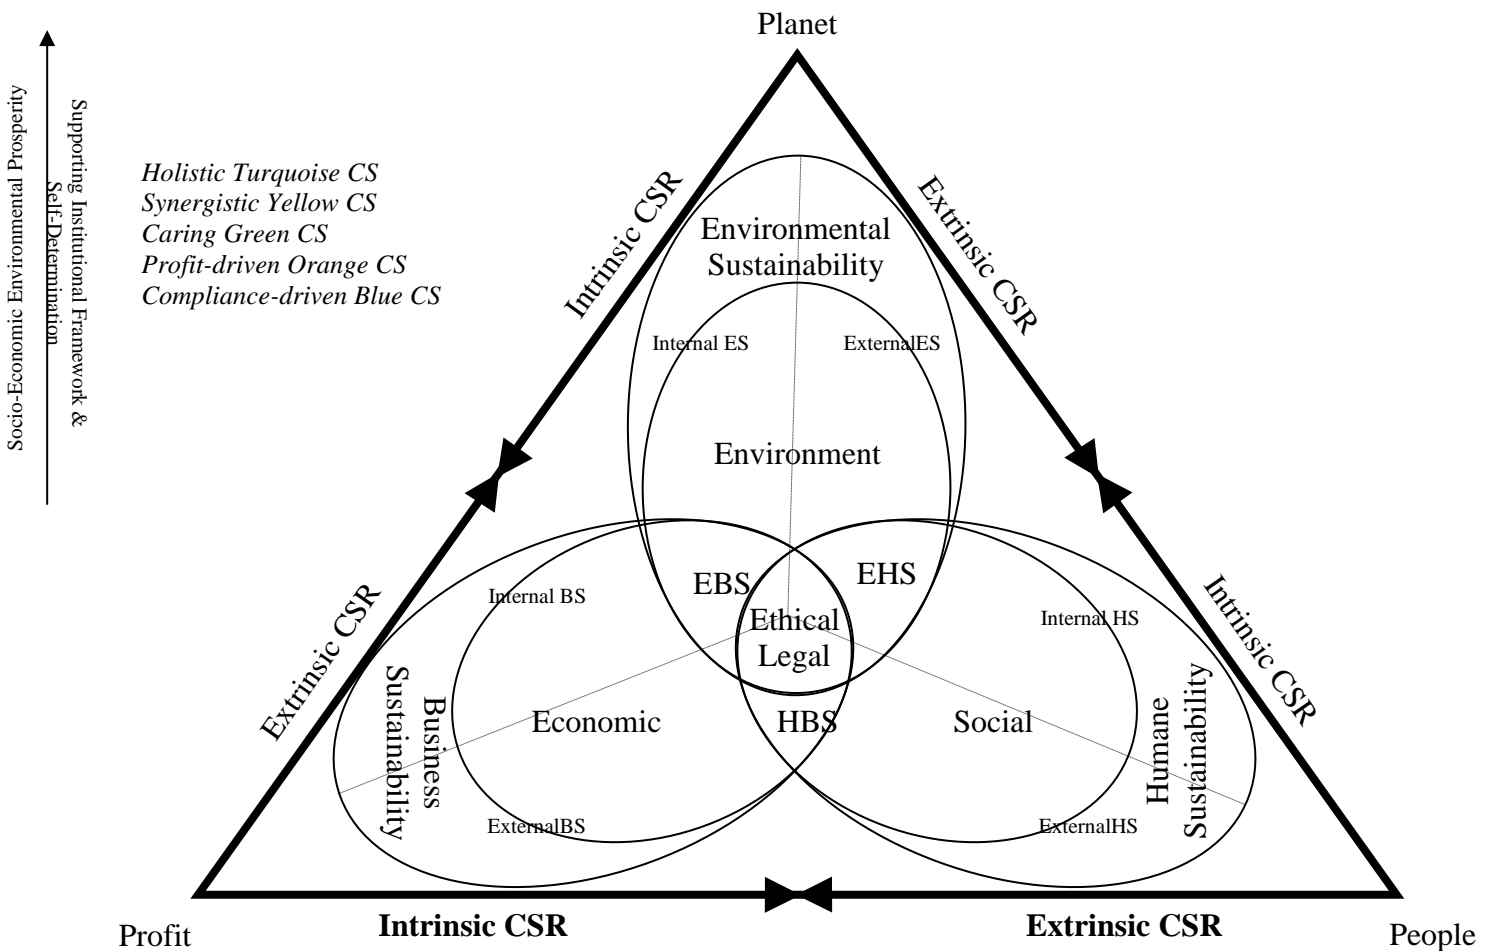 Planet
Socio-Economic Environmental Prosperity
Supporting Institutional Framework &
Self-Determination
Holistic Turquoise CS
Synergistic Yellow CS
Caring Green CS
Profit-driven Orange CS
Compliance-driven Blue CS
Intrinsic CSR
Extrinsic CSR
Environmental
Sustainability
Internal ES
ExternalES
Environment
EBS
EHS
Internal BS
Internal HS
Ethical
Legal
Extrinsic CSR
Intrinsic CSR
Business
Sustainability
Economic
HBS
Social
Humane
Sustainability
ExternalBS
ExternalHS
Profit
Intrinsic CSR
Extrinsic CSR
People